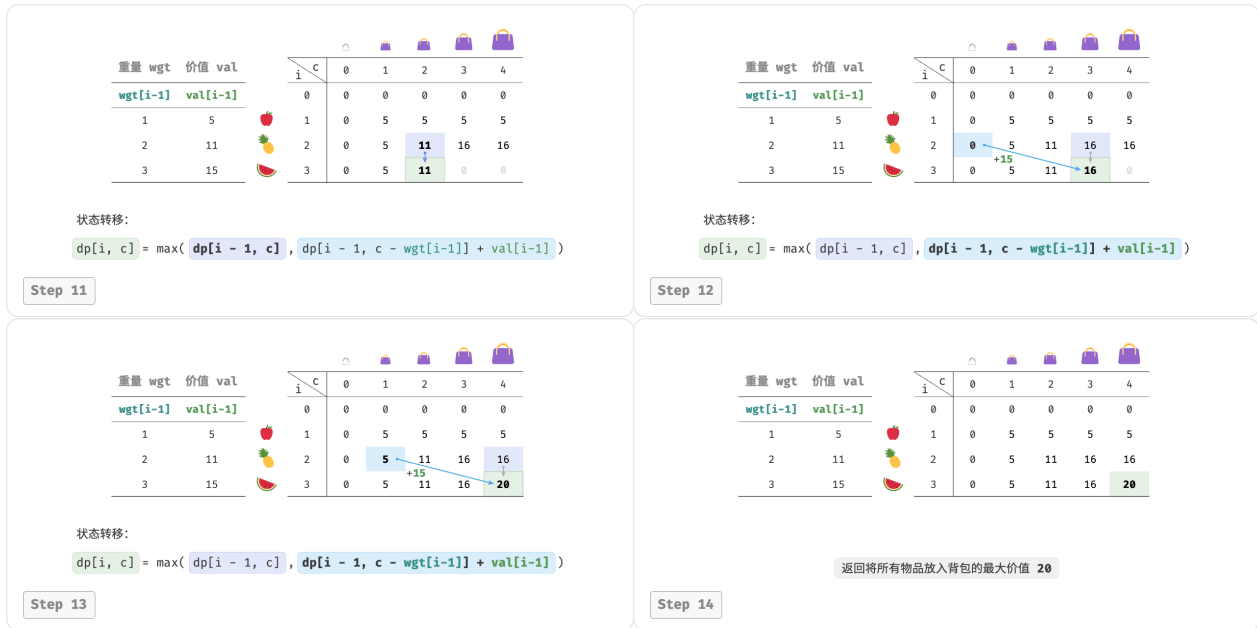 重量 wgt 价值 val
wgt[i-1] val[i-1]
1 5
2 11
3 15
c
i
0 1 2 3 4
0 0 0 0 0 0
1 0 5 5 5 5
2 0 5 11 16 16
3 0 5 11 0 0
状态转移：
dp[i, c] = max( dp[i - 1, c] , dp[i - 1, c - wgt[i-1]] + val[i-1] )
Step 11
重量 wgt 价值 val
wgt[i-1] val[i-1]
1 5
2 11
3 15
c
i
0 1 2 3 4
0 0 0 0 0 0
1 0 5 5 5 5
2 0 5 11 16 16
+15
3 0 5 11 16 0
状态转移：
dp[i, c] = max( dp[i - 1, c] , dp[i - 1, c - wgt[i-1]] + val[i-1] )
Step 12
重量 wgt 价值 val
wgt[i-1] val[i-1]
1 5
2 11
3 15
c
i
0 1 2 3 4
0 0 0 0 0 0
1 0 5 5 5 5
2 0 5 11 16 16
+15
3 0 5 11 16 20
状态转移：
dp[i, c] = max( dp[i - 1, c] , dp[i - 1, c - wgt[i-1]] + val[i-1] )
Step 13
重量 wgt 价值 val
wgt[i-1] val[i-1]
1 5
2 11
3 15
c
i
0 1 2 3 4
0 0 0 0 0 0
1 0 5 5 5 5
2 0 5 11 16 16
3 0 5 11 16 20
返回将所有物品放入背包的最大价值 20
Step 14